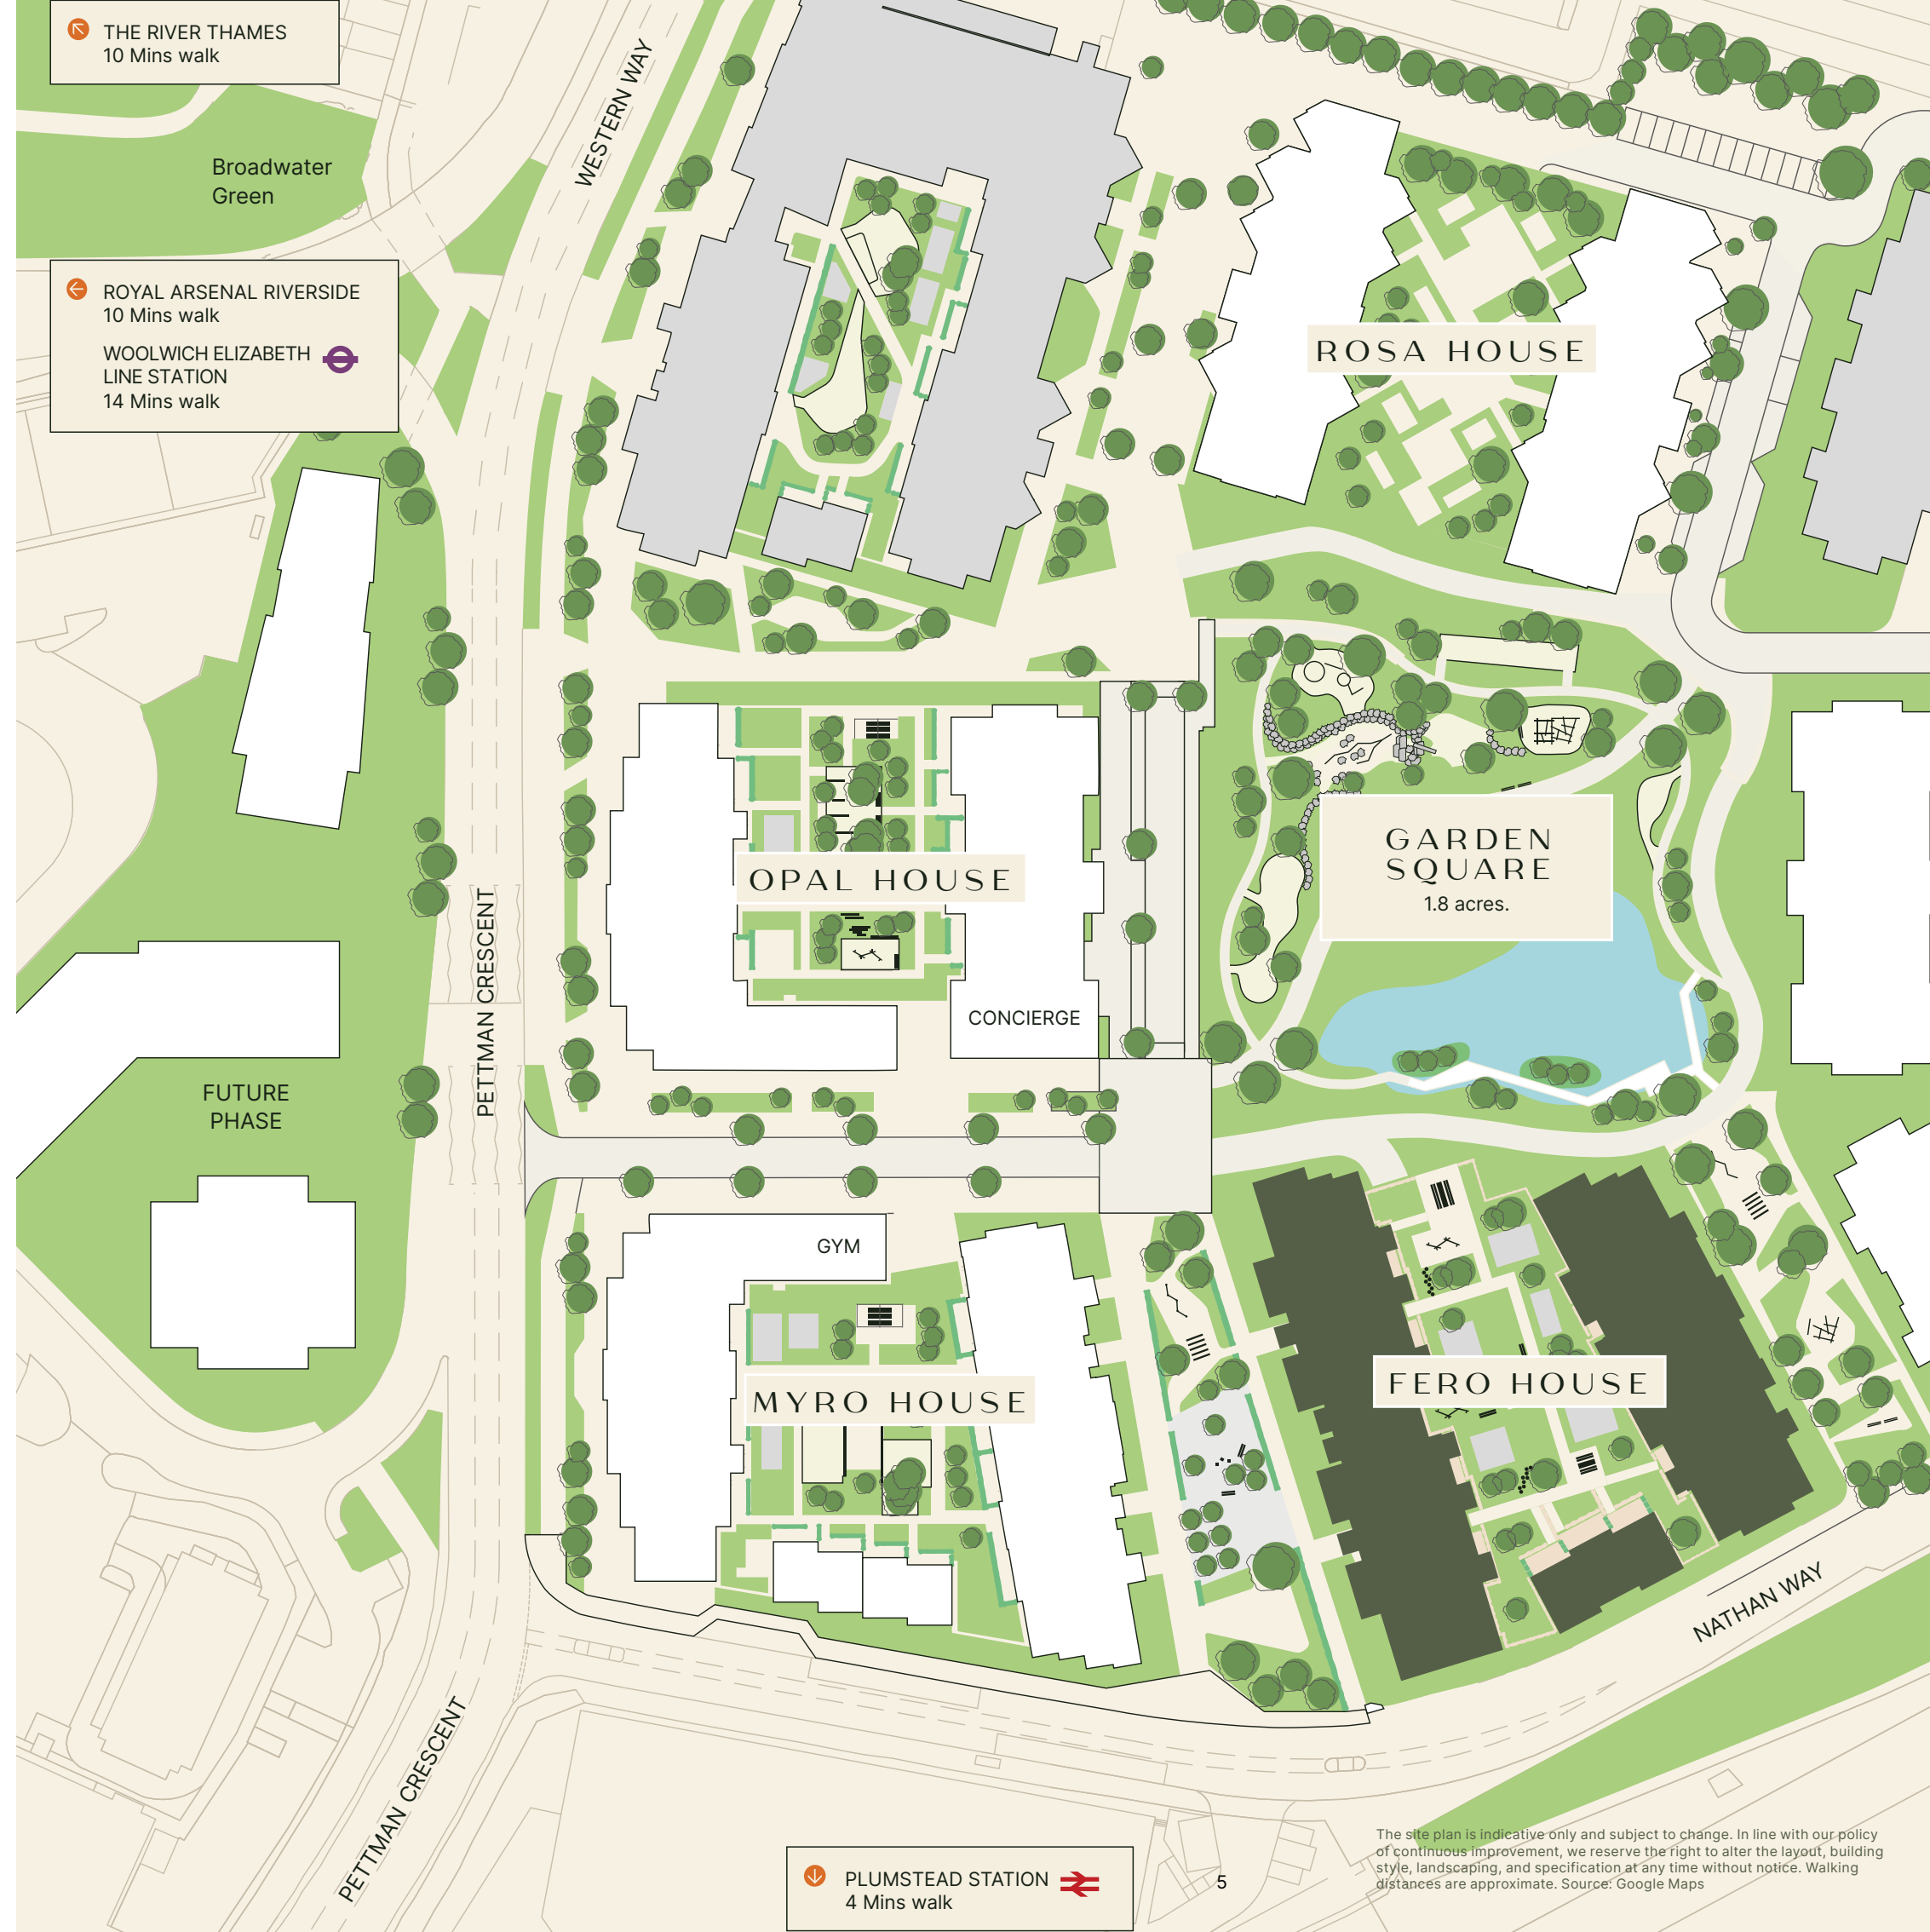 THE RIVER THAMES
10 Mins walk
WESTERN WAY
Broadwater
Green
ROYAL ARSENAL RIVERSIDE
10 Mins walk
WOOLWICH ELIZABETH
LINE STATION
14 Mins walk
ROSA HOUSE
GARDEN
SQUARE
1.8 acres.
OPAL HOUSE
CONCIERGE
PETTMAN CRESCENT
FUTURE
PHASE
GYM
MYRO HOUSE
FERO HOUSE
NATHAN WAY
PETTMAN CRESCENT
PLUMSTEAD STATION
4 Mins walk
5
The site plan is indicative only and subject to change. In line with our policy
of continuous improvement, we reserve the right to alter the layout, building
style, landscaping, and specification at any time without notice. Walking
distances are approximate. Source: Google Maps